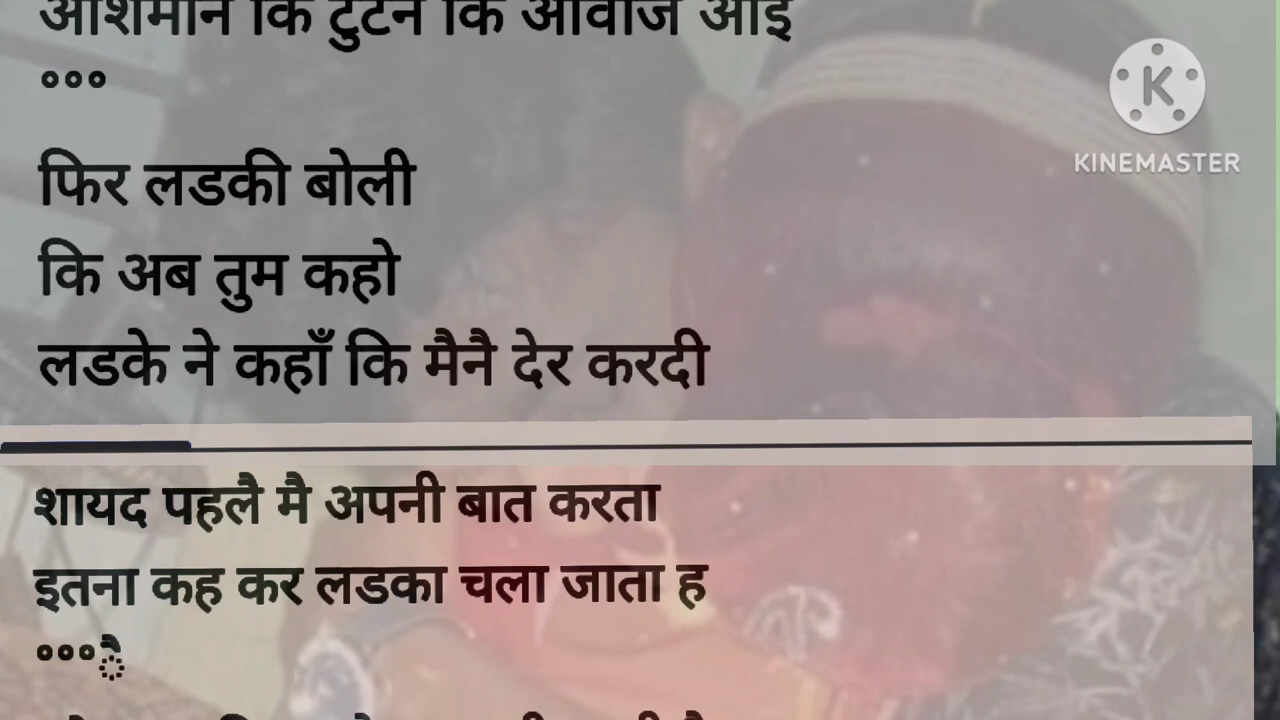 आशमान कि टुटन कि आवाज आइ
°°°
फिर लडकी बोली
कि अब तुम कहो
लडके ने कहाँ कि मैनै देर करदी
शायद पहलै मै अपनी बात करता
इतना कह कर लडका चला जाता ह
°°°ै
KINEMASTER